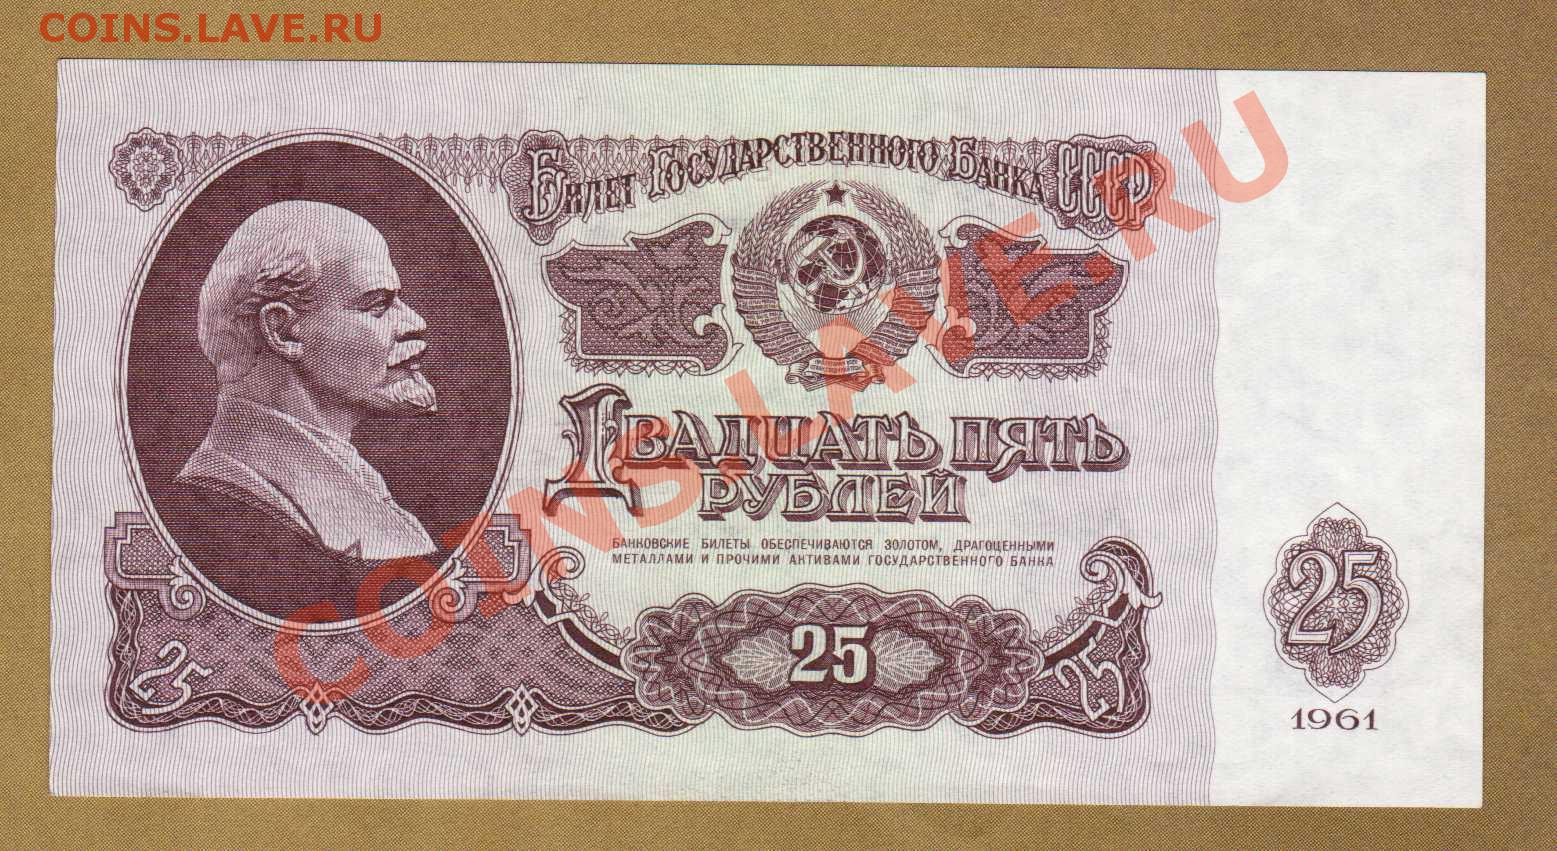 COINS.LAVE.RU
Билет Государственного Банка СССР
Двадцать пять
рублей
БАНКОВСКИЕ БИЛЕТЫ ОБЕСПЕЧИВАЮТСЯ ЗОЛОТОМ, ДРАГОЦЕННЫМИ
МЕТАЛЛАМИ И ПРОЧИМИ АКТИВАМИ ГОСУДАРСТВЕННОГО БАНКА
25
25
25
25
1961
COINS.LAVE.RU